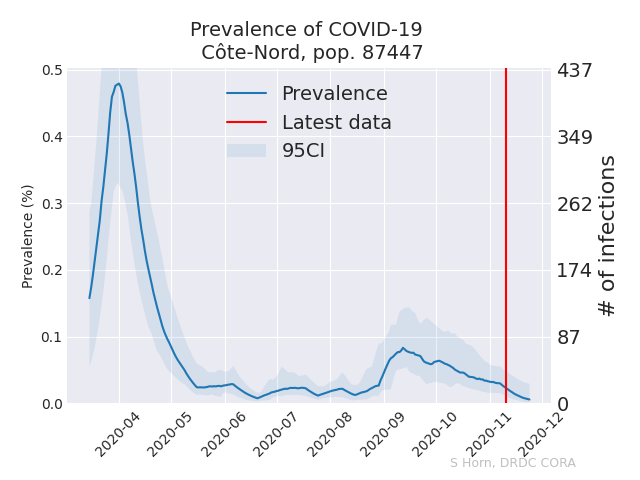 Prevalence of COVID-19
Côte-Nord, pop. 87447
Prevalence
Latest data
95CI
Prevalence (%)
0.5
0.4
0.3
0.2
0.1
0.0
437
349
262
174
87
0
# of infections
2020-04
2020-05
2020-06
2020-07
2020-08
2020-09
2020-10
2020-11
2020-12
S Horn, DRDC CORA